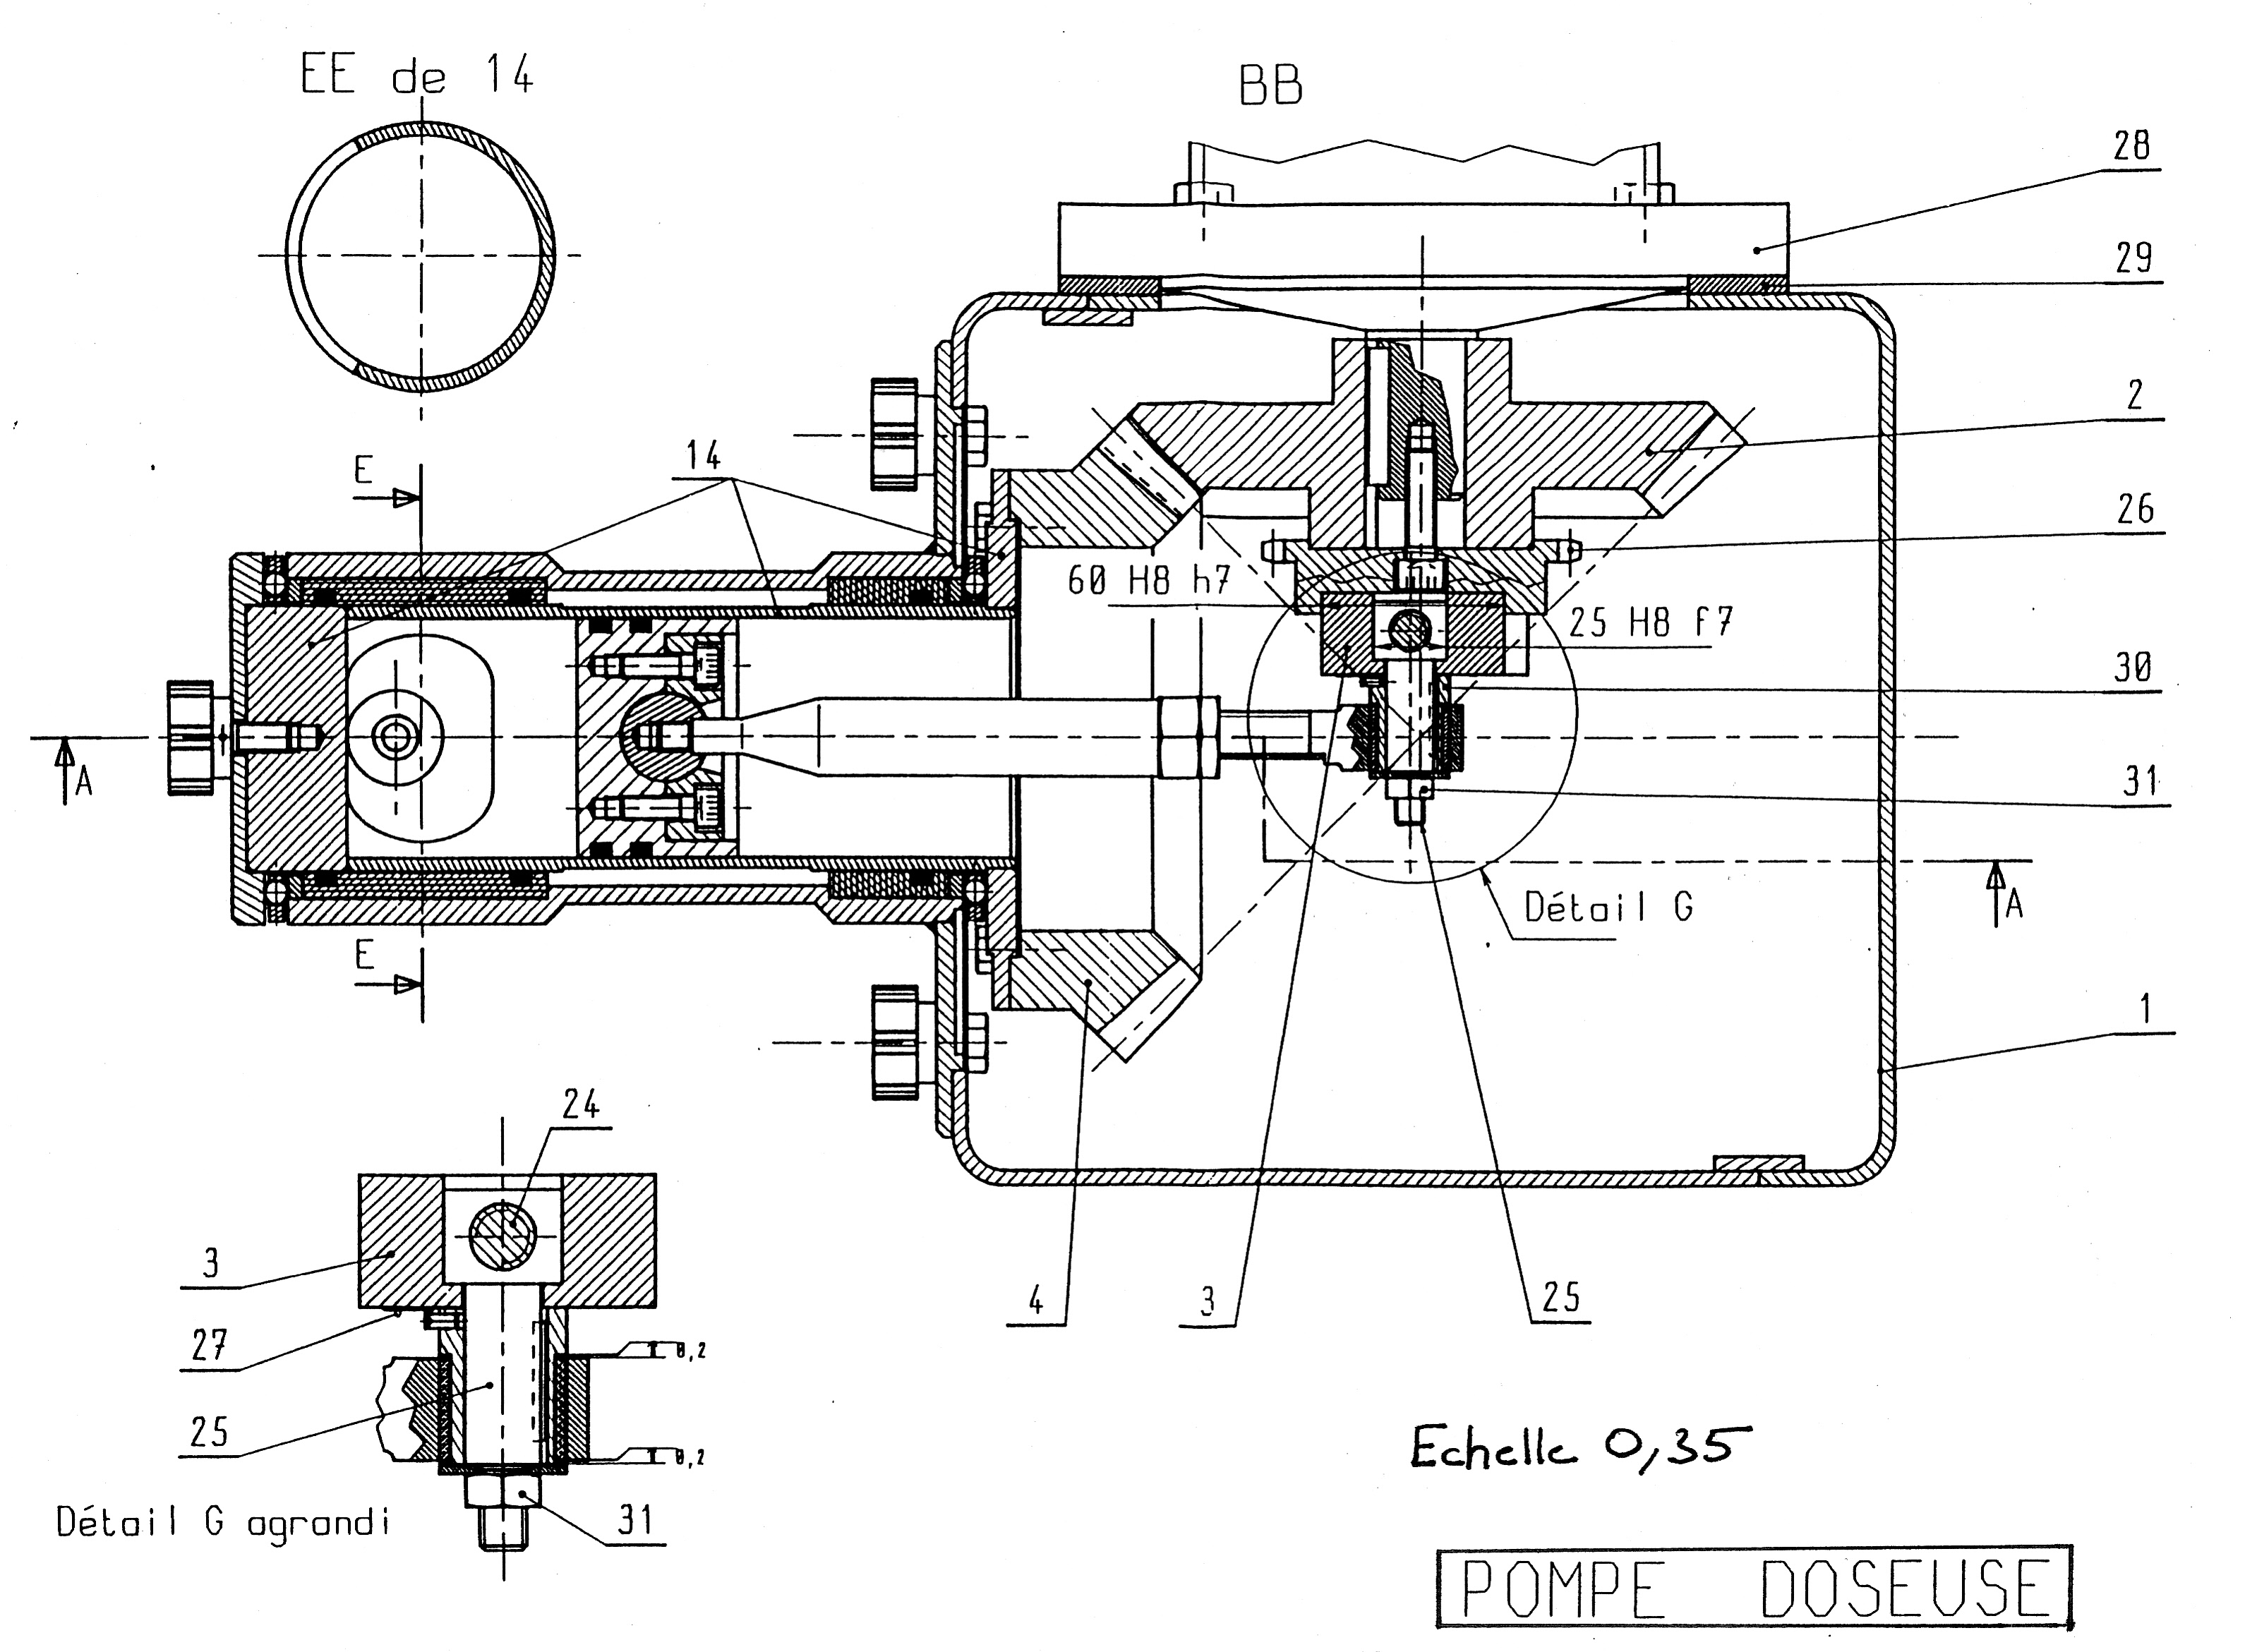 EE de 14
BB
28
29
2
14
E
26
60 H8 h7
25 H8 f7
30
A
31
Détail G
A
E
1
24
4
3
25
3
27
0,2
25
0,2
Echelle 0,35
Détail G agrandi
31
POMPE DOSEUSE